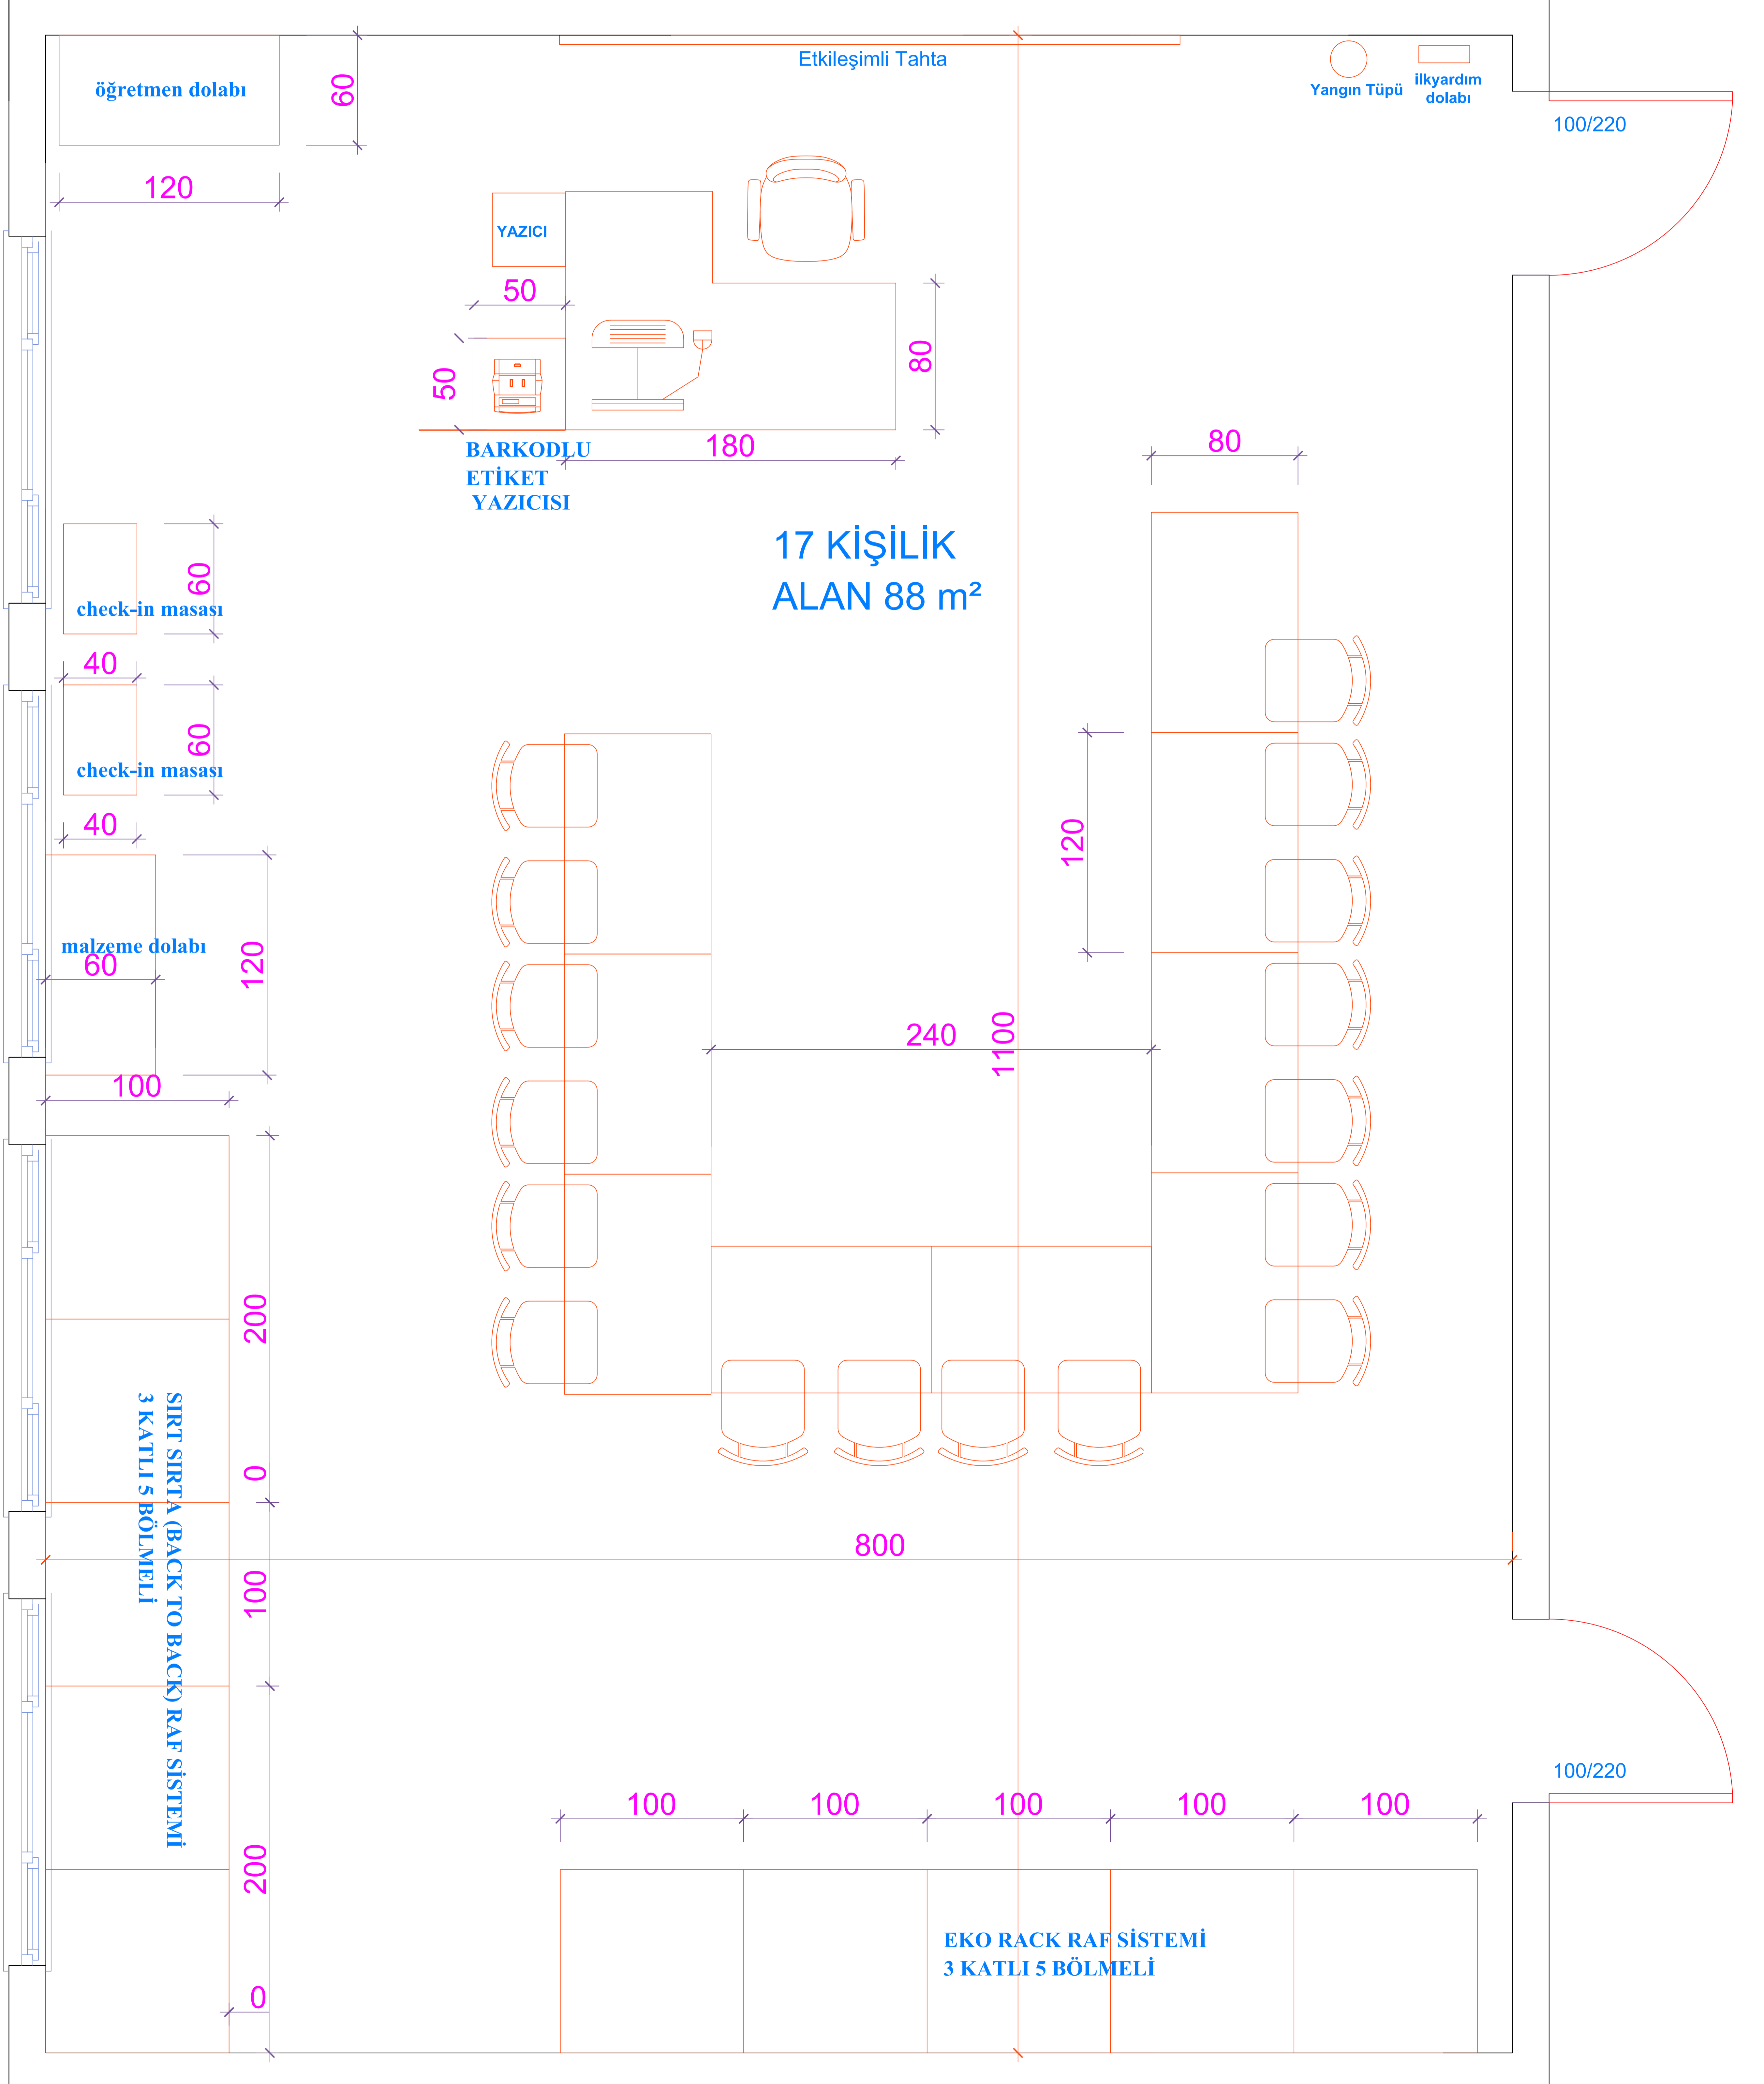 Etkileşimli Tahta
öğretmen dolabı
60
Yangın Tüpü
ilkyardım
dolabı
100/220
120
YAZICI
50
80
50
BARKODLU
ETİKET
YAZICISI
180
80
17 KİŞİLİK
ALAN 88 m²
check-in masası
60
40
check-in masası
60
40
120
malzeme dolabı
60
120
240
1100
100
200
SIRT SIRTA (BACK TO BACK) RAF SİSTEMİ
3 KATLI 5 BÖLMELİ
0
800
100
100/220
100
100
100
100
100
200
EKO RACK RAF SİSTEMİ
3 KATLI 5 BÖLMELİ
0